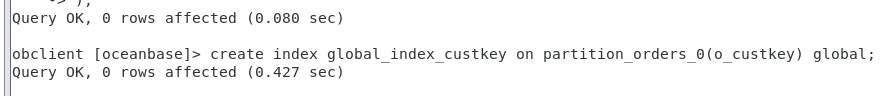 -> );
Query OK, 0 rows affected (0.080 sec)
obclient [oceanbase]> create index global_index_custkey on partition_orders_0(o_custkey) global;
Query OK, 0 rows affected (0.427 sec)